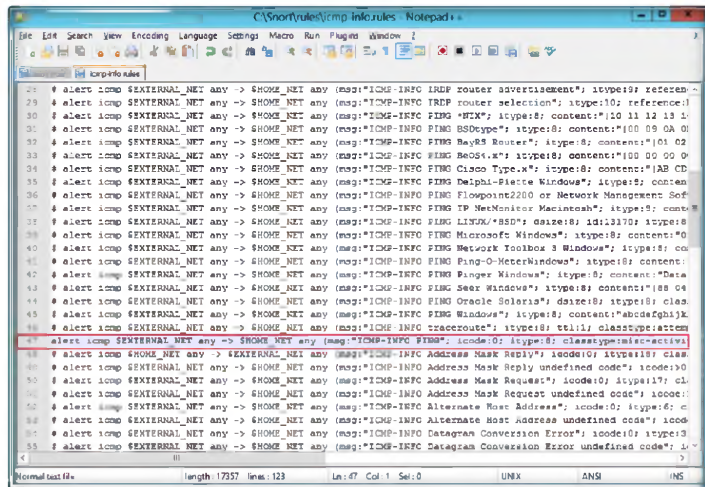 C:\Snort\rules\icmp-info.rules - Notepad++
File Edit Search View Encoding Language Settings Macro Run Plugins Window ?
icmp-info.rules
28 # alert icmp $EXTERNAL_NET any -> $HOME_NET any (msg:"ICMP-INFO IRDP router advertisement"; itype:9; referen
29 # alert icmp $EXTERNAL_NET any -> $HOME_NET any (msg:"ICMP-INFO IRDP router selection"; itype:10; reference:
30 # alert icmp $EXTERNAL_NET any -> $HOME_NET any (msg:"ICMP-INFO PING *NIX"; itype:8; content:"|10 11 12 13 1
31 # alert icmp $EXTERNAL_NET any -> $HOME_NET any (msg:"ICMP-INFO PING BSDtype"; itype:8; content:"|00 09 0A 0
32 # alert icmp $EXTERNAL_NET any -> $HOME_NET any (msg:"ICMP-INFO PING BayRS Router"; itype:8; content:"|01 02
33 # alert icmp $EXTERNAL_NET any -> $HOME_NET any (msg:"ICMP-INFO PING BeOS4.x"; itype:8; content:"|00 00 00 0
34 # alert icmp $EXTERNAL_NET any -> $HOME_NET any (msg:"ICMP-INFO PING Cisco Type.x"; itype:8; content:"|AB CD
35 # alert icmp $EXTERNAL_NET any -> $HOME_NET any (msg:"ICMP-INFO PING Delphi-Piette Windows"; itype:8; conten
36 # alert icmp $EXTERNAL_NET any -> $HOME_NET any (msg:"ICMP-INFO PING Flowpoint2200 or Network Management Sof
37 # alert icmp $EXTERNAL_NET any -> $HOME_NET any (msg:"ICMP-INFO PING IP NetMonitor Macintosh"; itype:8; cont
38 # alert icmp $EXTERNAL_NET any -> $HOME_NET any (msg:"ICMP-INFO PING LINUX/*BSD"; dsize:8; id:13170; itype:8
39 # alert icmp $EXTERNAL_NET any -> $HOME_NET any (msg:"ICMP-INFO PING Microsoft Windows"; itype:8; content:"0
40 # alert icmp $EXTERNAL_NET any -> $HOME_NET any (msg:"ICMP-INFO PING Network Toolbox 3 Windows"; itype:8; co
41 # alert icmp $EXTERNAL_NET any -> $HOME_NET any (msg:"ICMP-INFO PING Ping-O-MeterWindows"; itype:8; content:
42 # alert $EXTERNAL_NET any -> $HOME_NET any (msg:"ICMP-INFO PING Pinger Windows"; itype:8; content:"Data
43 # alert icmp $EXTERNAL_NET any -> $HOME_NET any (msg:"ICMP-INFO PING Seer Windows"; itype:8; content:"|88 04
44 # alert icmp $EXTERNAL_NET any -> $HOME_NET any (msg:"ICMP-INFO PING Oracle Solaris"; dsize:8; itype:8; clas
45 # alert icmp $EXTERNAL_NET any -> $HOME_NET any (msg:"ICMP-INFO PING Windows"; itype:8; content:"abcdefghijk
46 # alert icmp $EXTERNAL_NET any -> $HOME_NET any (msg:"ICMP-INFO traceroute"; itype:8; ttl:1; classtype:attem
47 alert icmp $EXTERNAL_NET any -> $HOME_NET any (msg:"ICMP-INFO PING"; icode:0; itype:8; classtype:misc-activi
48 # alert icmp $HOME_NET any -> $EXTERNAL_NET any Address Mask Reply"; icode:0; itype:18; clas
49 # alert icmp $EXTERNAL_NET any -> $HOME_NET any (msg:"ICMP-INFO Address Mask Reply undefined code"; icode:>0
50 # alert icmp $EXTERNAL_NET any -> $HOME_NET any (msg:"ICMP-INFO Address Mask Request"; icode:0; itype:17; cl
51 # alert icmp $EXTERNAL_NET any -> $HOME_NET any (msg:"ICMP-INFO Address Mask Request undefined code"; icode:
52 # alert $EXTERNAL_NET any -> $HOME_NET any (msg:"ICMP-INFO Alternate Host Address"; icode:0; itype:6; c
53 # alert icmp $EXTERNAL_NET any -> $HOME_NET any (msg:"ICMP-INFO Alternate Host Address undefined code"; icod
54 # alert icmp $EXTERNAL_NET any -> $HOME_NET any (msg:"ICMP-INFO Datagram Conversion Error"; icode:0; itype:3
55 # alert icmp $EXTERNAL_NET any -> $HOME_NET any (msg:"ICMP-INFO Datagram Conversion Error undefined code"; i
Normal text file length : 17357 lines : 123 Ln : 47 Col : 1 Sel : 0 UNIX ANSI INS